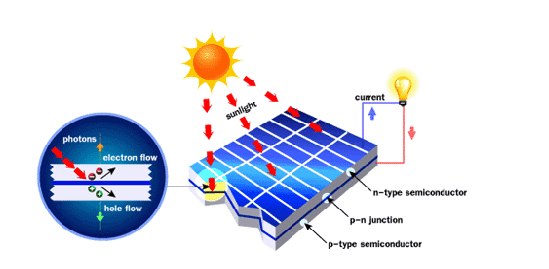 sunlight
current
photons
electron flow
hole flow
n-type semiconductor
p-n junction
p-type semiconductor